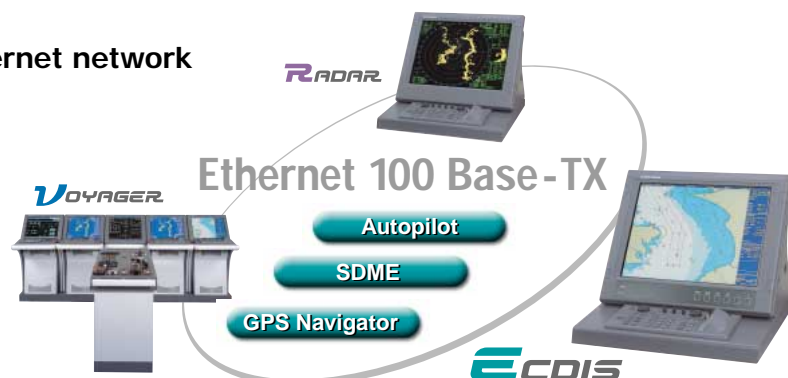 ernet network
RADAR
VOYAGER
Ethernet 100 Base-TX
Autopilot
SDME
GPS Navigator
ECDIS